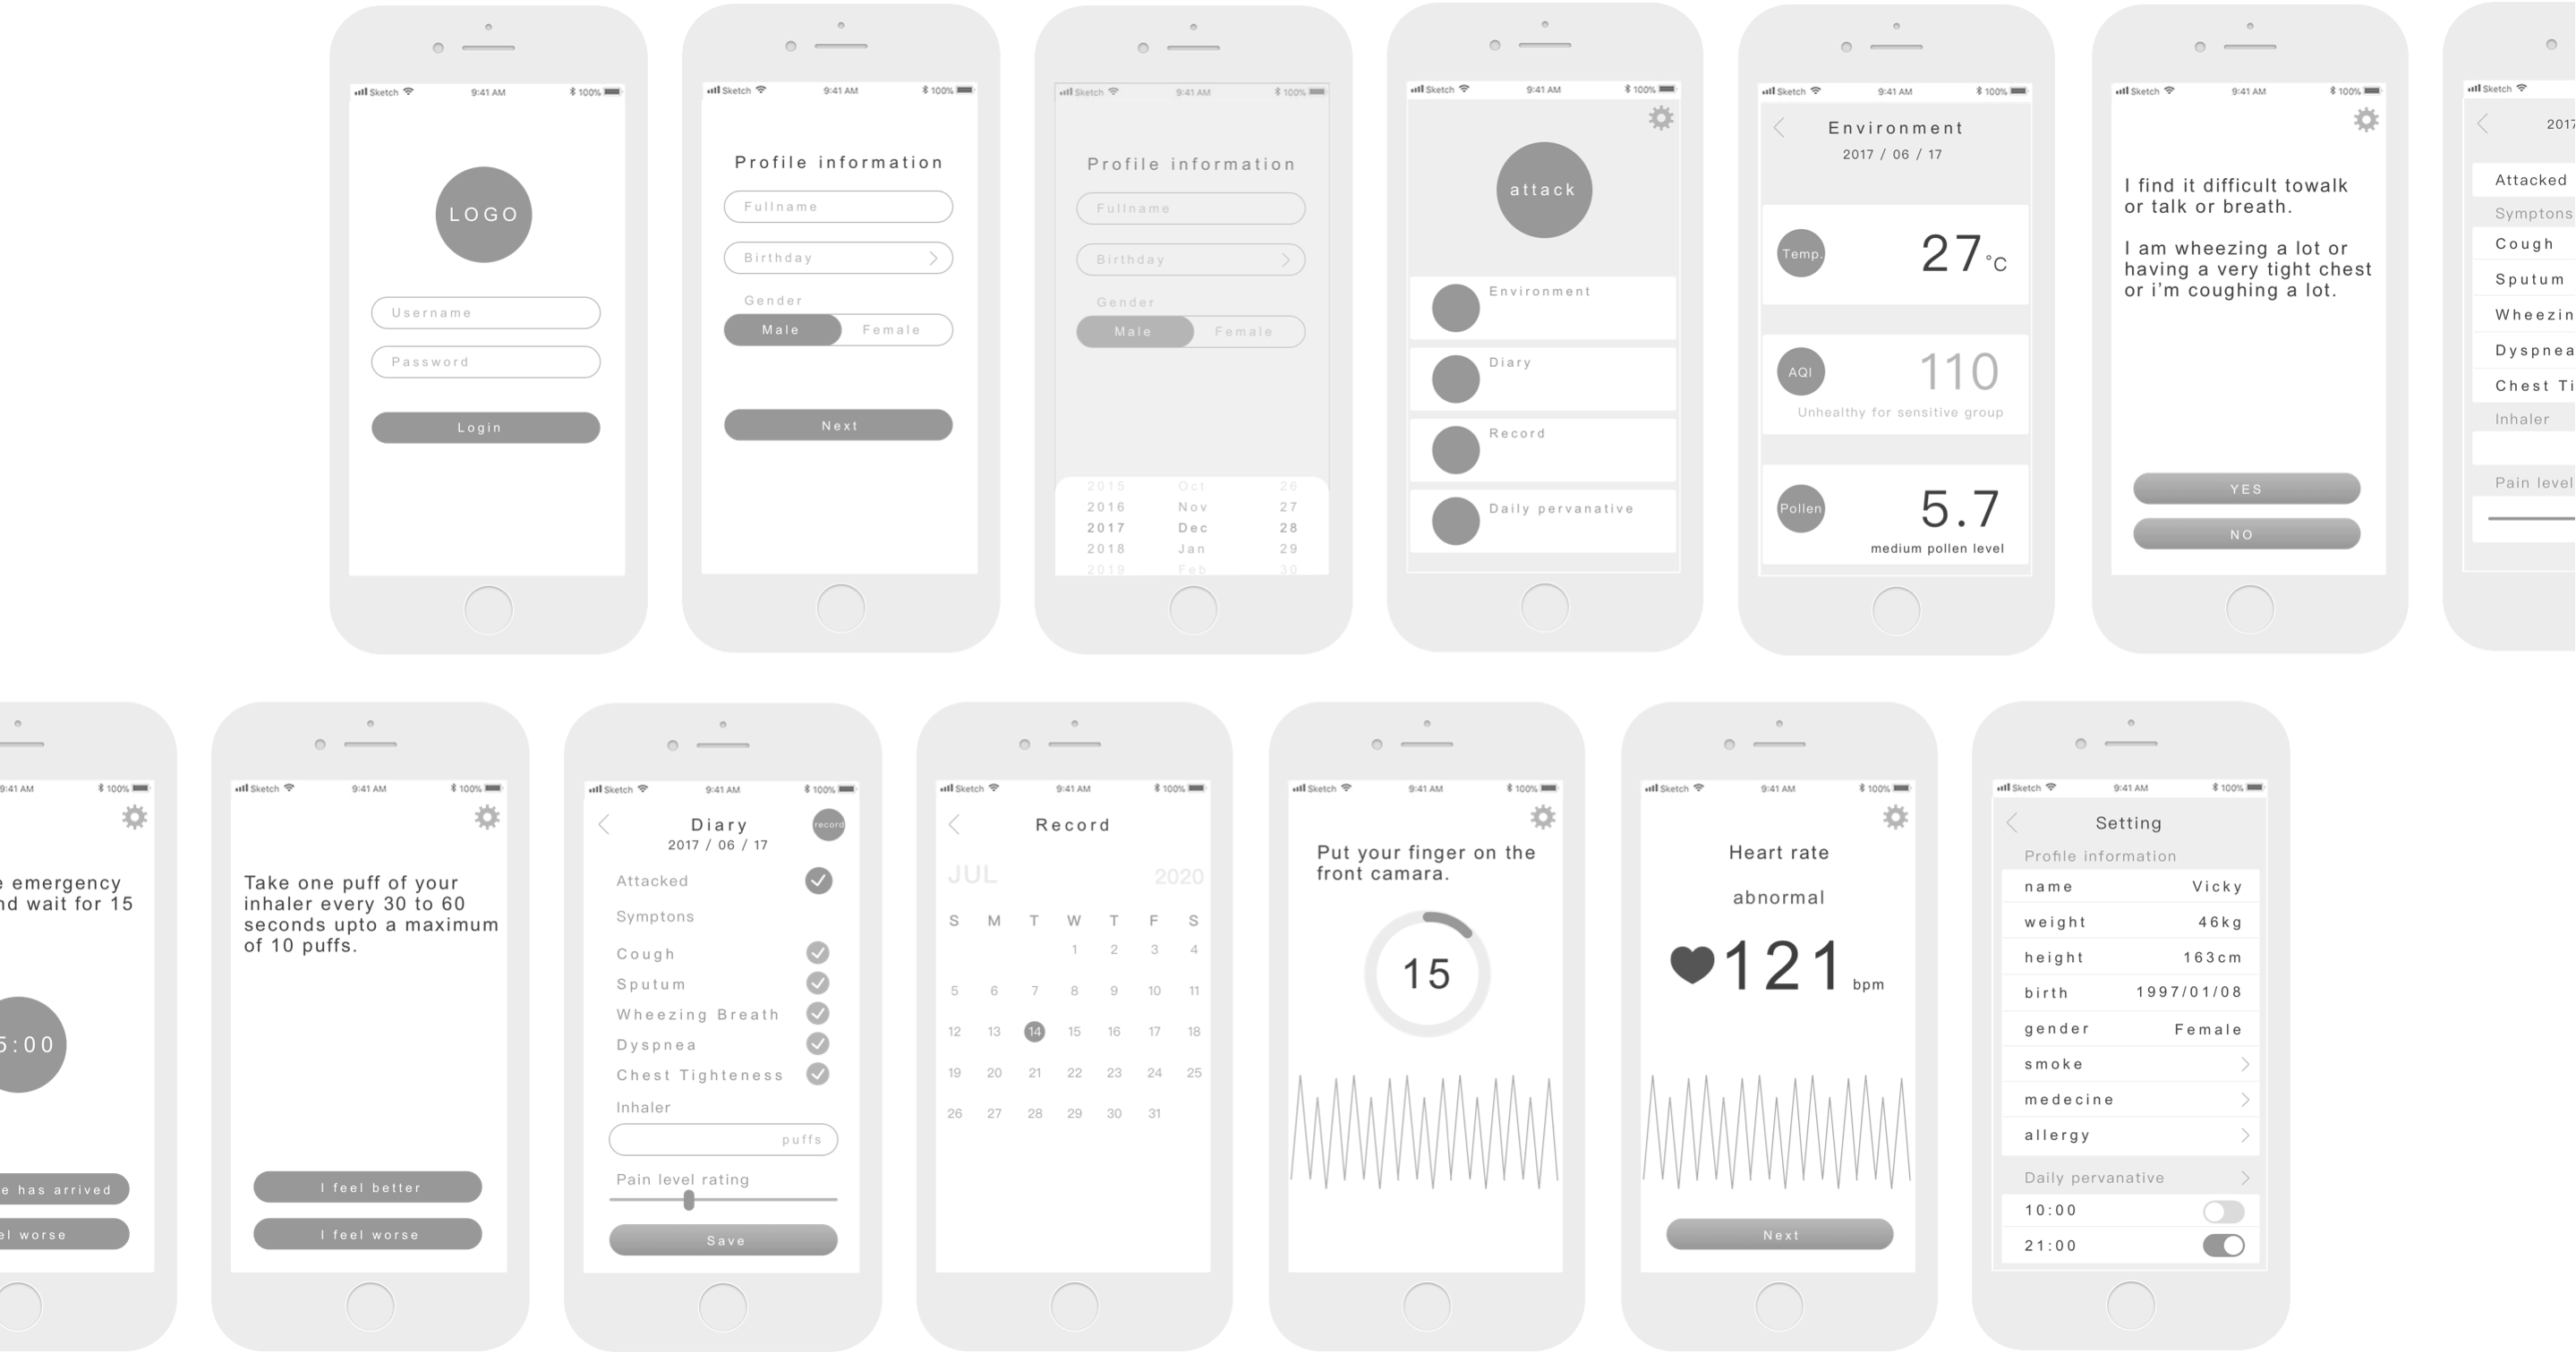 Sketch 9:41 AM 100%
LOGO
Username
Password
Login
Sketch 9:41 AM 100%
Profile information
Fullname
Birthday
Gender
Male Female
Next
Sketch 9:41 AM 100%
Profile information
Fullname
Birthday
Gender
Male Female
2015 Oct 26
2016 Nov 27
2017 Dec 28
2018 Jan 29
2019 Feb 30
Sketch 9:41 AM 100%
attack
Environment
Diary
Record
Daily pervanative
Sketch 9:41 AM 100%
Environment
2017 / 06 / 17
Temp. 27 °C
AQI 110
Unhealthy for sensitive group
Pollen 5.7
medium pollen level
Sketch 9:41 AM 100%
I find it difficult towalk
or talk or breath.
I am wheezing a lot or
having a very tight chest
or i'm coughing a lot.
YES
NO
Sketch
2017
Attacked
Symptons
Cough
Sputum
Wheezin
Dyspnea
Chest Ti
Inhaler
Pain level
9:41 AM 100%
e emergency
nd wait for 15
5:00
e has arrived
el worse
Sketch 9:41 AM 100%
Take one puff of your
inhaler every 30 to 60
seconds upto a maximum
of 10 puffs.
I feel better
I feel worse
Sketch 9:41 AM 100%
Diary record
2017 / 06 / 17
Attacked
Symptons
Cough
Sputum
Wheezing Breath
Dyspnea
Chest Tighteness
Inhaler
puffs
Pain level rating
Save
Sketch 9:41 AM 100%
Record
JUL 2020
S M T W T F S
1 2 3 4
5 6 7 8 9 10 11
12 13 14 15 16 17 18
19 20 21 22 23 24 25
26 27 28 29 30 31
Sketch 9:41 AM 100%
Put your finger on the
front camara.
15
Sketch 9:41 AM 100%
Heart rate
abnormal
121 bpm
Next
Sketch 9:41 AM 100%
Setting
Profile information
name Vicky
weight 46kg
height 163cm
birth 1997/01/08
gender Female
smoke
medecine
allergy
Daily pervanative
10:00
21:00